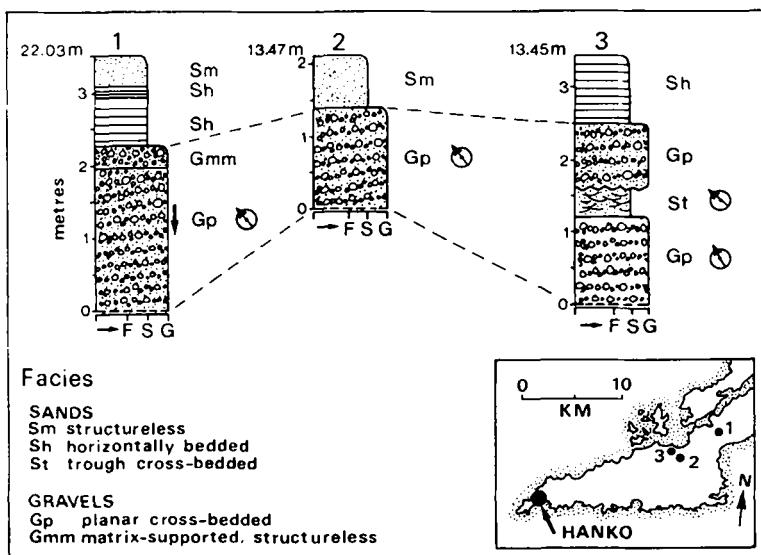 1
2
3
22.03m
13.47m
13.45m
Sm
Sh
Sh
Gmm
Gp
3
2
1
0
metres
F S G
2
1
0
Sm
Gp
F S G
3
2
1
0
Sh
Gp
St
Gp
F S G
Facies
SANDS
Sm structureless
Sh horizontally bedded
St trough cross-bedded
GRAVELS
Gp planar cross-bedded
Gmm matrix-supported, structureless
0 10
KM
1
3 2
N
HANKO